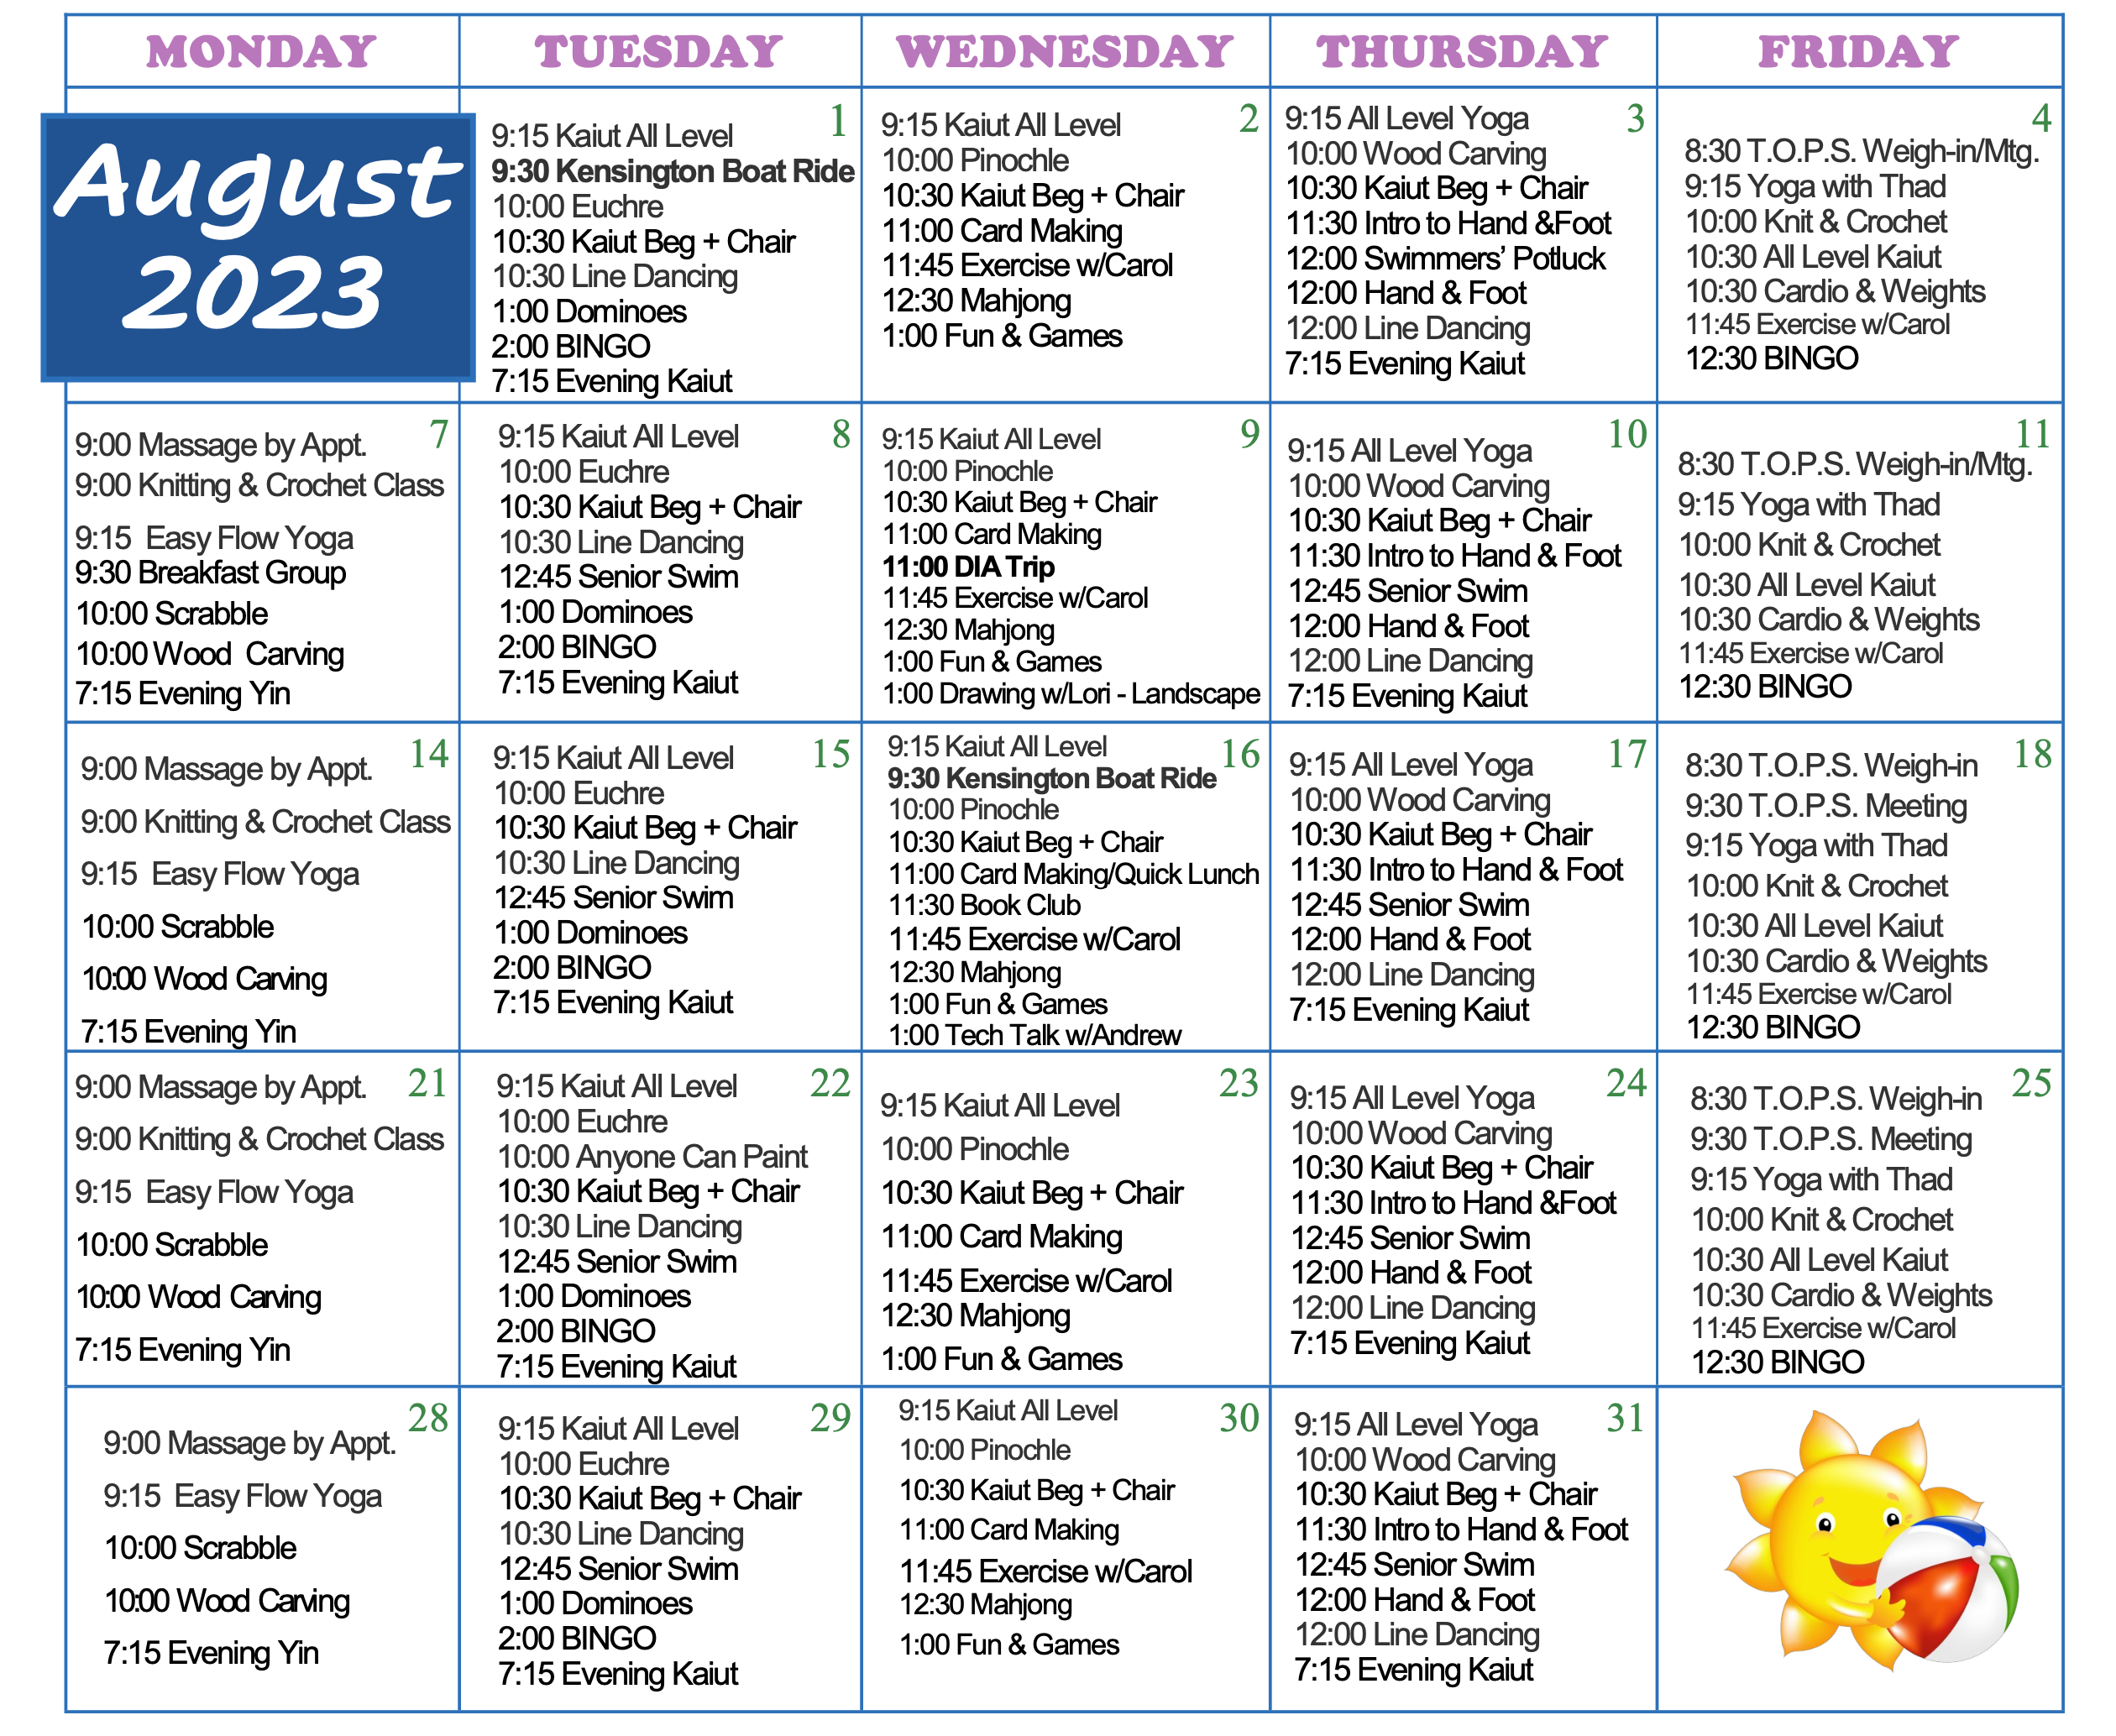 MONDAY
TUESDAY
WEDNESDAY
THURSDAY
FRIDAY
August
2023
1
9:15 Kaiut All Level
9:30 Kensington Boat Ride
10:00 Euchre
10:30 Kaiut Beg + Chair
10:30 Line Dancing
1:00 Dominoes
2:00 BINGO
7:15 Evening Kaiut
2
9:15 Kaiut All Level
10:00 Pinochle
10:30 Kaiut Beg + Chair
11:00 Card Making
11:45 Exercise w/Carol
12:30 Mahjong
1:00 Fun & Games
3
9:15 All Level Yoga
10:00 Wood Carving
10:30 Kaiut Beg + Chair
11:30 Intro to Hand &Foot
12:00 Swimmers’ Potluck
12:00 Hand & Foot
12:00 Line Dancing
7:15 Evening Kaiut
4
8:30 T.O.P.S. Weigh-in/Mtg.
9:15 Yoga with Thad
10:00 Knit & Crochet
10:30 All Level Kaiut
10:30 Cardio & Weights
11:45 Exercise w/Carol
12:30 BINGO
7
9:00 Massage by Appt.
9:00 Knitting & Crochet Class
9:15 Easy Flow Yoga
9:30 Breakfast Group
10:00 Scrabble
10:00 Wood Carving
7:15 Evening Yin
8
9:15 Kaiut All Level
10:00 Euchre
10:30 Kaiut Beg + Chair
10:30 Line Dancing
12:45 Senior Swim
1:00 Dominoes
2:00 BINGO
7:15 Evening Kaiut
9
9:15 Kaiut All Level
10:00 Pinochle
10:30 Kaiut Beg + Chair
11:00 Card Making
11:00 DIA Trip
11:45 Exercise w/Carol
12:30 Mahjong
1:00 Fun & Games
1:00 Drawing w/Lori - Landscape
10
9:15 All Level Yoga
10:00 Wood Carving
10:30 Kaiut Beg + Chair
11:30 Intro to Hand & Foot
12:45 Senior Swim
12:00 Hand & Foot
12:00 Line Dancing
7:15 Evening Kaiut
11
8:30 T.O.P.S. Weigh-in/Mtg.
9:15 Yoga with Thad
10:00 Knit & Crochet
10:30 All Level Kaiut
10:30 Cardio & Weights
11:45 Exercise w/Carol
12:30 BINGO
14
9:00 Massage by Appt.
9:00 Knitting & Crochet Class
9:15 Easy Flow Yoga
10:00 Scrabble
10:00 Wood Carving
7:15 Evening Yin
15
9:15 Kaiut All Level
10:00 Euchre
10:30 Kaiut Beg + Chair
10:30 Line Dancing
12:45 Senior Swim
1:00 Dominoes
2:00 BINGO
7:15 Evening Kaiut
16
9:15 Kaiut All Level
9:30 Kensington Boat Ride
10:00 Pinochle
10:30 Kaiut Beg + Chair
11:00 Card Making/Quick Lunch
11:30 Book Club
11:45 Exercise w/Carol
12:30 Mahjong
1:00 Fun & Games
1:00 Tech Talk w/Andrew
17
9:15 All Level Yoga
10:00 Wood Carving
10:30 Kaiut Beg + Chair
11:30 Intro to Hand & Foot
12:45 Senior Swim
12:00 Hand & Foot
12:00 Line Dancing
7:15 Evening Kaiut
18
8:30 T.O.P.S. Weigh-in
9:30 T.O.P.S. Meeting
9:15 Yoga with Thad
10:00 Knit & Crochet
10:30 All Level Kaiut
10:30 Cardio & Weights
11:45 Exercise w/Carol
12:30 BINGO
21
9:00 Massage by Appt.
9:00 Knitting & Crochet Class
9:15 Easy Flow Yoga
10:00 Scrabble
10:00 Wood Carving
7:15 Evening Yin
22
9:15 Kaiut All Level
10:00 Euchre
10:00 Anyone Can Paint
10:30 Kaiut Beg + Chair
10:30 Line Dancing
12:45 Senior Swim
1:00 Dominoes
2:00 BINGO
7:15 Evening Kaiut
23
9:15 Kaiut All Level
10:00 Pinochle
10:30 Kaiut Beg + Chair
11:00 Card Making
11:45 Exercise w/Carol
12:30 Mahjong
1:00 Fun & Games
24
9:15 All Level Yoga
10:00 Wood Carving
10:30 Kaiut Beg + Chair
11:30 Intro to Hand &Foot
12:45 Senior Swim
12:00 Hand & Foot
12:00 Line Dancing
7:15 Evening Kaiut
25
8:30 T.O.P.S. Weigh-in
9:30 T.O.P.S. Meeting
9:15 Yoga with Thad
10:00 Knit & Crochet
10:30 All Level Kaiut
10:30 Cardio & Weights
11:45 Exercise w/Carol
12:30 BINGO
28
9:00 Massage by Appt.
9:15 Easy Flow Yoga
10:00 Scrabble
10:00 Wood Carving
7:15 Evening Yin
29
9:15 Kaiut All Level
10:00 Euchre
10:30 Kaiut Beg + Chair
10:30 Line Dancing
12:45 Senior Swim
1:00 Dominoes
2:00 BINGO
7:15 Evening Kaiut
30
9:15 Kaiut All Level
10:00 Pinochle
10:30 Kaiut Beg + Chair
11:00 Card Making
11:45 Exercise w/Carol
12:30 Mahjong
1:00 Fun & Games
31
9:15 All Level Yoga
10:00 Wood Carving
10:30 Kaiut Beg + Chair
11:30 Intro to Hand & Foot
12:45 Senior Swim
12:00 Hand & Foot
12:00 Line Dancing
7:15 Evening Kaiut